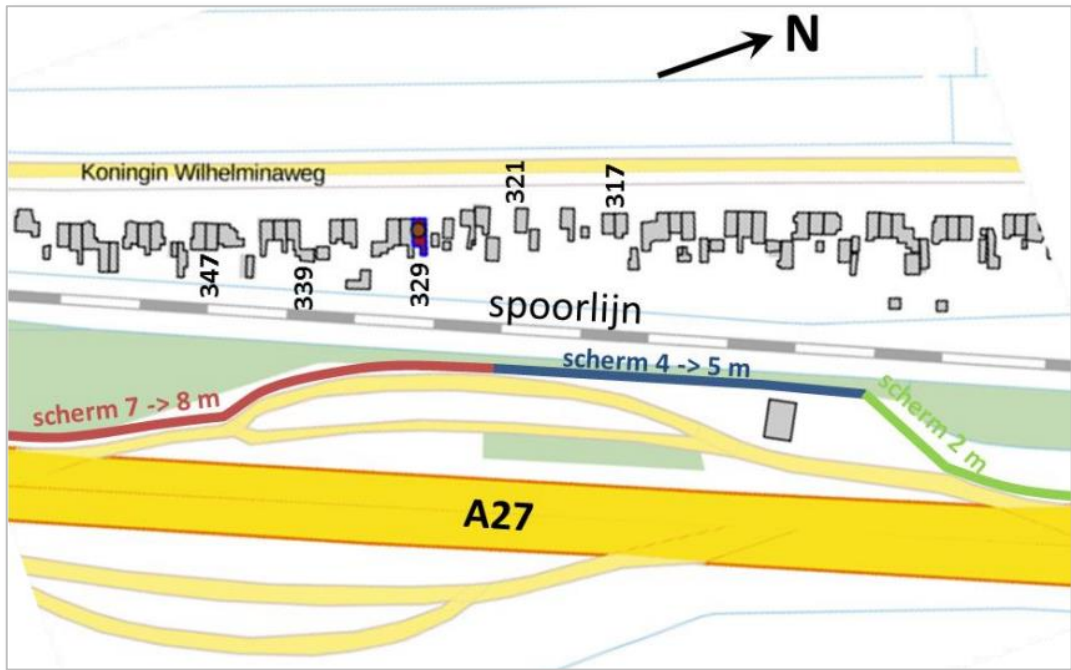 N
Koningin Wilhelminaweg
321
317
347
339
329
spoorlijn
scherm 4 -> 5 m
scherm 7 -> 8 m
scherm 2 m
A27